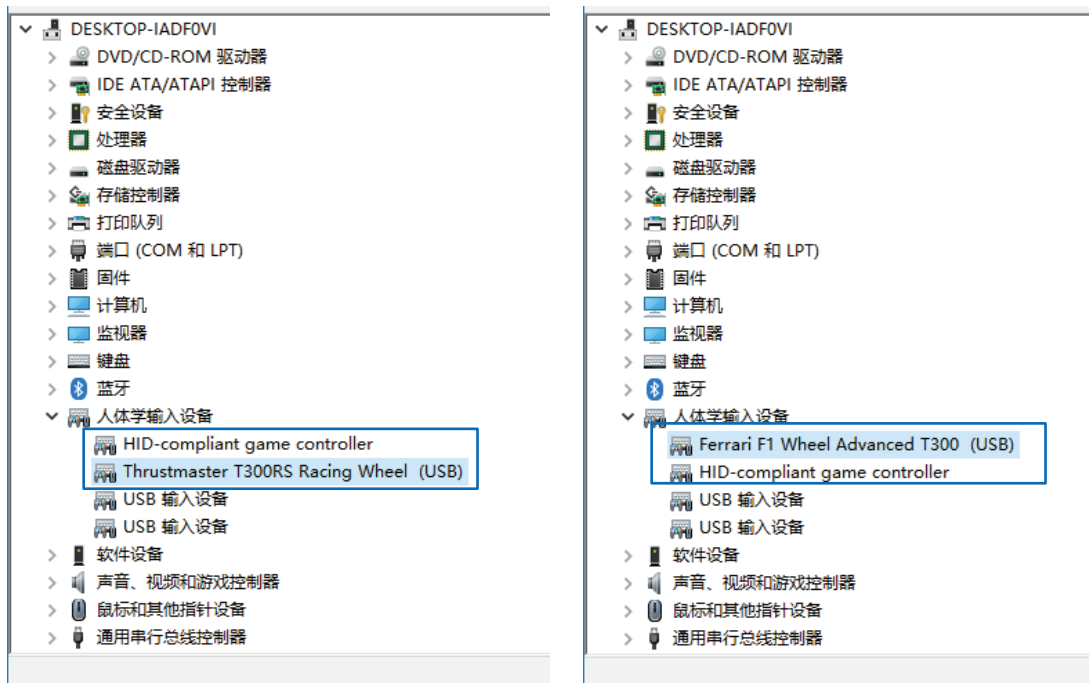 DESKTOP-IADF0VI
DVD/CD-ROM 驱动器
IDE ATA/ATAPI 控制器
安全设备
处理器
磁盘驱动器
存储控制器
打印队列
端口 (COM 和 LPT)
固件
计算机
监视器
键盘
蓝牙
人体学输入设备
HID-compliant game controller
Thrustmaster T300RS Racing Wheel (USB)
USB 输入设备
USB 输入设备
软件设备
声音、视频和游戏控制器
鼠标和其他指针设备
通用串行总线控制器
DESKTOP-IADF0VI
DVD/CD-ROM 驱动器
IDE ATA/ATAPI 控制器
安全设备
处理器
磁盘驱动器
存储控制器
打印队列
端口 (COM 和 LPT)
固件
计算机
监视器
键盘
蓝牙
人体学输入设备
Ferrari F1 Wheel Advanced T300 (USB)
HID-compliant game controller
USB 输入设备
USB 输入设备
软件设备
声音、视频和游戏控制器
鼠标和其他指针设备
通用串行总线控制器